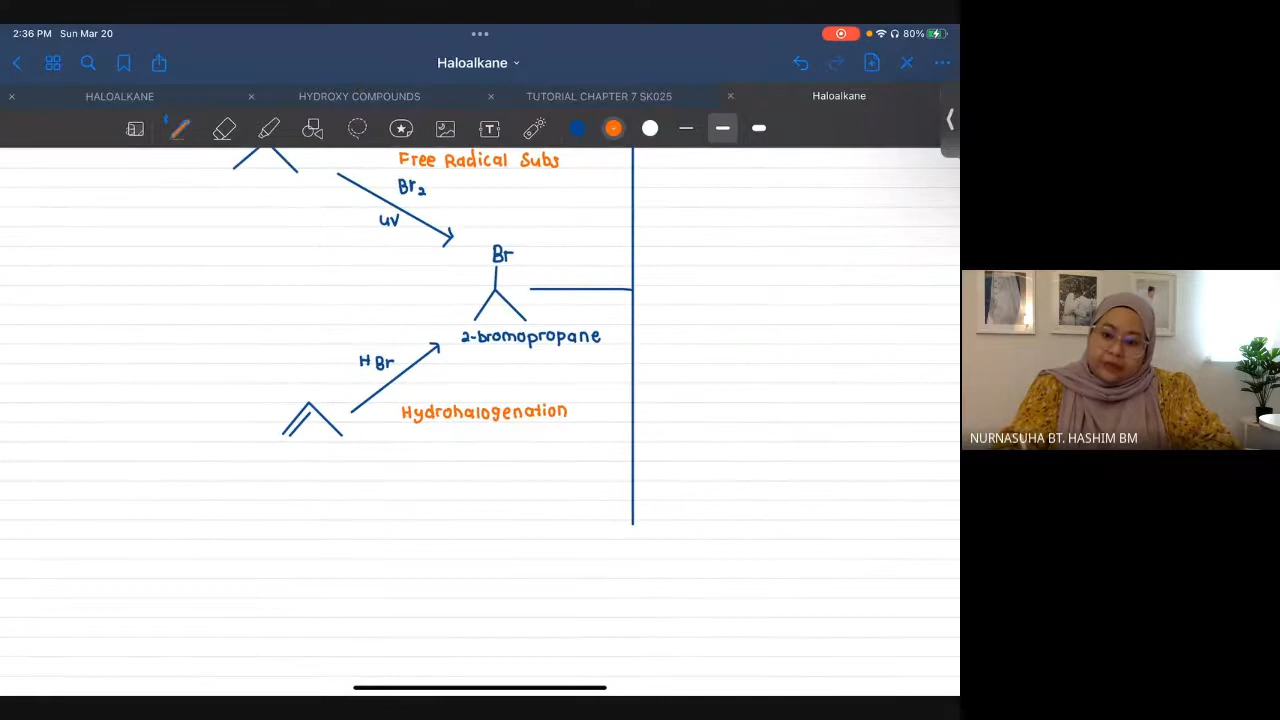 2:36 PM Sun Mar 20
80%
Haloalkane
HALOALKANE
HYDROXY COMPOUNDS
TUTORIAL CHAPTER 7 SK025
Haloalkane
T
Free Radical Subs
Br₂
uv
Br
2-bromopropane
HBr
Hydrohalogenation
NURNASUHA BT. HASHIM BM